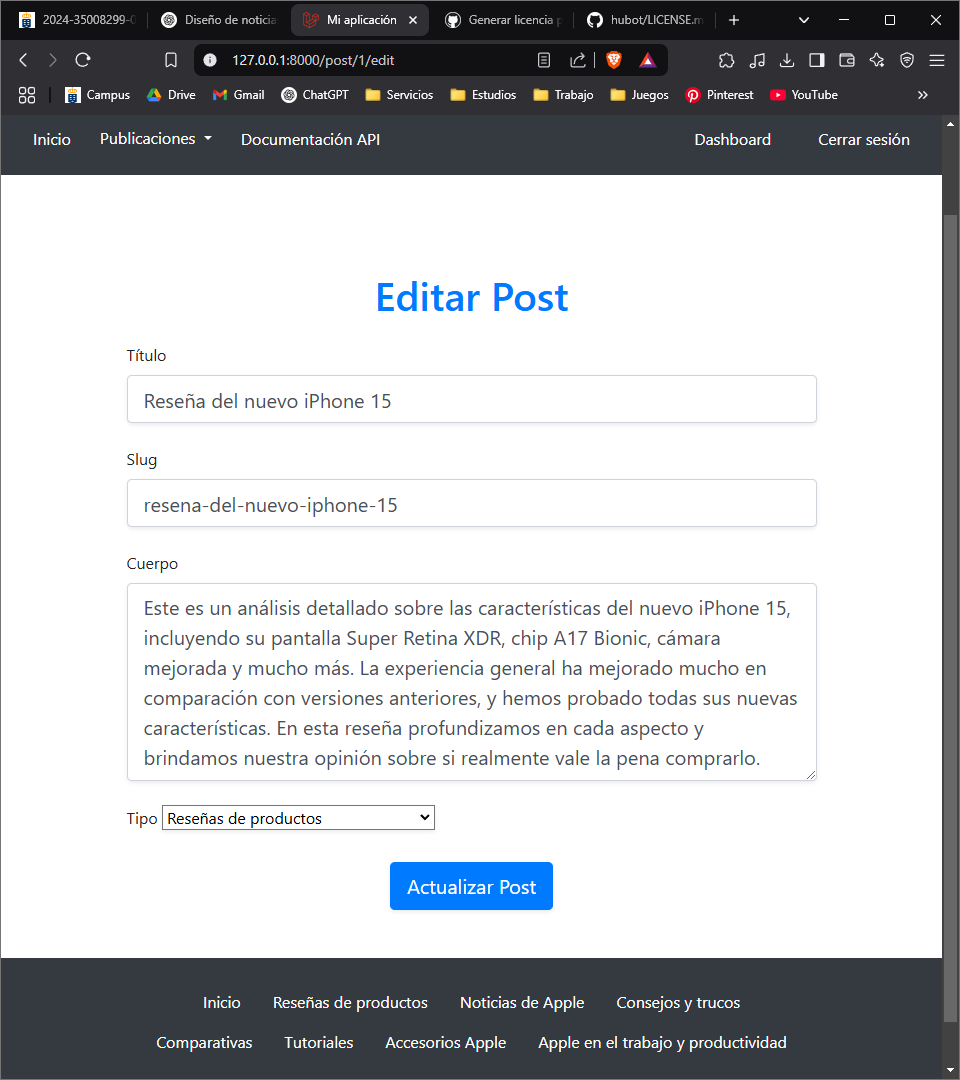 2024-35008299-
Diseño de noticia
Mi aplicación
Generar licencia
hubot/LICENSE.m
127.0.0.1:8000/post/1/edit
Campus Drive Gmail ChatGPT Servicios Estudios Trabajo Juegos Pinterest YouTube
Inicio Publicaciones Documentación API Dashboard Cerrar sesión
Editar Post
Título
Reseña del nuevo iPhone 15
Slug
resena-del-nuevo-iphone-15
Cuerpo
Este es un análisis detallado sobre las características del nuevo iPhone 15,
incluyendo su pantalla Super Retina XDR, chip A17 Bionic, cámara
mejorada y mucho más. La experiencia general ha mejorado mucho en
comparación con versiones anteriores, y hemos probado todas sus nuevas
características. En esta reseña profundizamos en cada aspecto y
brindamos nuestra opinión sobre si realmente vale la pena comprarlo.
Tipo Reseñas de productos
Actualizar Post
Inicio Reseñas de productos Noticias de Apple Consejos y trucos
Comparativas Tutoriales Accesorios Apple Apple en el trabajo y productividad